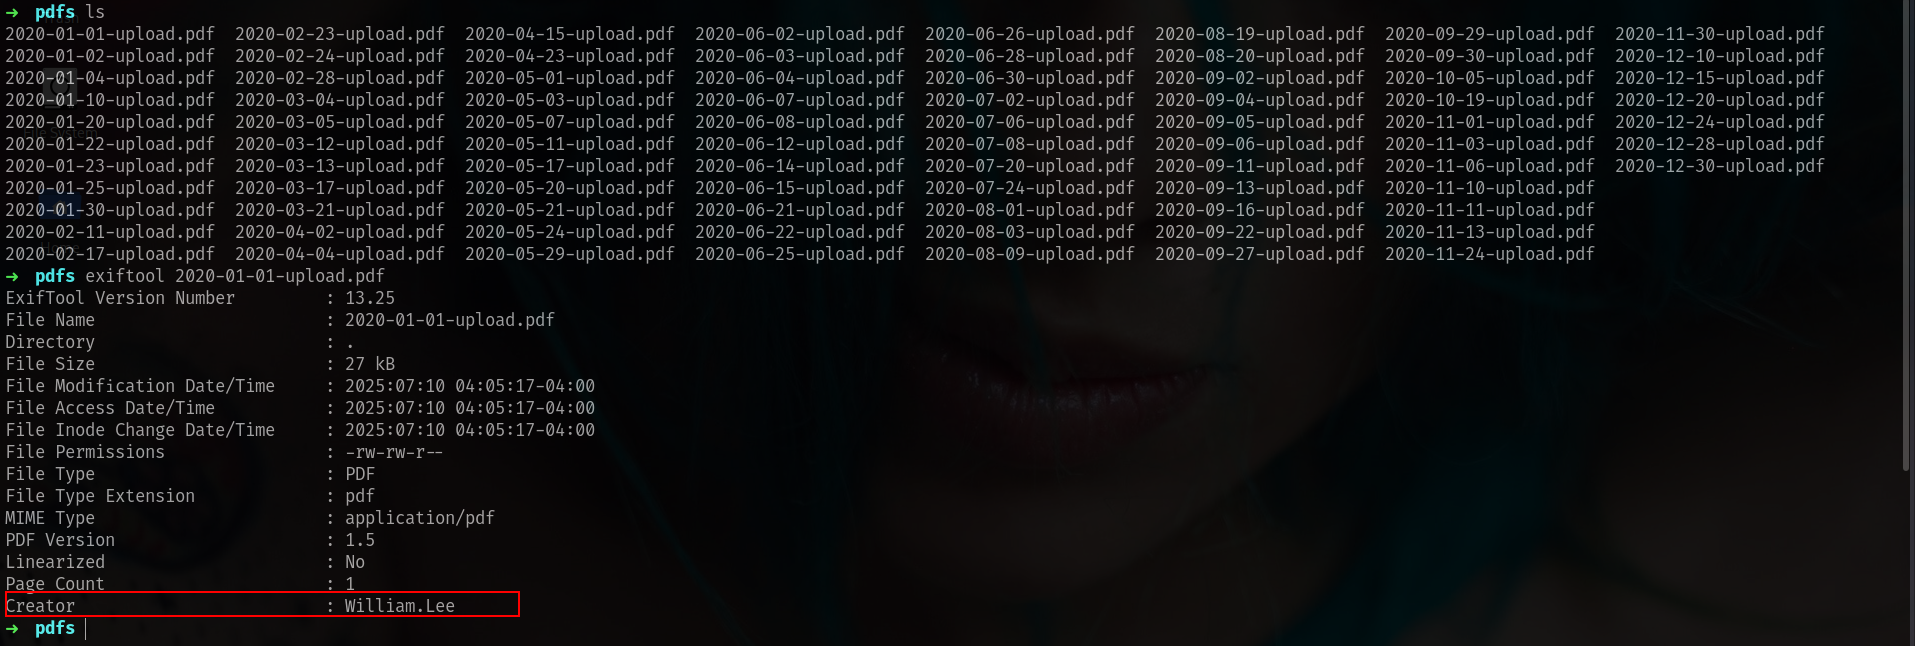 → pdfs ls
2020-01-01-upload.pdf 2020-02-23-upload.pdf 2020-04-15-upload.pdf 2020-06-02-upload.pdf 2020-06-26-upload.pdf 2020-08-19-upload.pdf 2020-09-29-upload.pdf 2020-11-30-upload.pdf
2020-01-02-upload.pdf 2020-02-24-upload.pdf 2020-04-23-upload.pdf 2020-06-03-upload.pdf 2020-06-28-upload.pdf 2020-08-20-upload.pdf 2020-09-30-upload.pdf 2020-12-10-upload.pdf
2020-01-04-upload.pdf 2020-02-28-upload.pdf 2020-05-01-upload.pdf 2020-06-04-upload.pdf 2020-06-30-upload.pdf 2020-09-02-upload.pdf 2020-10-05-upload.pdf 2020-12-15-upload.pdf
2020-01-10-upload.pdf 2020-03-04-upload.pdf 2020-05-03-upload.pdf 2020-06-07-upload.pdf 2020-07-02-upload.pdf 2020-09-04-upload.pdf 2020-10-19-upload.pdf 2020-12-20-upload.pdf
2020-01-20-upload.pdf 2020-03-05-upload.pdf 2020-05-07-upload.pdf 2020-06-08-upload.pdf 2020-07-06-upload.pdf 2020-09-05-upload.pdf 2020-11-01-upload.pdf 2020-12-24-upload.pdf
File System
2020-01-22-upload.pdf 2020-03-12-upload.pdf 2020-05-11-upload.pdf 2020-06-12-upload.pdf 2020-07-08-upload.pdf 2020-09-06-upload.pdf 2020-11-03-upload.pdf 2020-12-28-upload.pdf
2020-01-23-upload.pdf 2020-03-13-upload.pdf 2020-05-17-upload.pdf 2020-06-14-upload.pdf 2020-07-20-upload.pdf 2020-09-11-upload.pdf 2020-11-06-upload.pdf 2020-12-30-upload.pdf
2020-01-25-upload.pdf 2020-03-17-upload.pdf 2020-05-20-upload.pdf 2020-06-15-upload.pdf 2020-07-24-upload.pdf 2020-09-13-upload.pdf 2020-11-10-upload.pdf
2020-01-30-upload.pdf 2020-03-21-upload.pdf 2020-05-21-upload.pdf 2020-06-21-upload.pdf 2020-08-01-upload.pdf 2020-09-16-upload.pdf 2020-11-11-upload.pdf
2020-02-11-upload.pdf 2020-04-02-upload.pdf 2020-05-24-upload.pdf 2020-06-22-upload.pdf 2020-08-03-upload.pdf 2020-09-22-upload.pdf 2020-11-13-upload.pdf
Home
2020-02-17-upload.pdf 2020-04-04-upload.pdf 2020-05-29-upload.pdf 2020-06-25-upload.pdf 2020-08-09-upload.pdf 2020-09-27-upload.pdf 2020-11-24-upload.pdf
→ pdfs exiftool 2020-01-01-upload.pdf
ExifTool Version Number : 13.25
File Name : 2020-01-01-upload.pdf
Directory : .
File Size : 27 kB
File Modification Date/Time : 2025:07:10 04:05:17-04:00
File Access Date/Time : 2025:07:10 04:05:17-04:00
File Inode Change Date/Time : 2025:07:10 04:05:17-04:00
File Permissions : -rw-rw-r--
File Type : PDF
File Type Extension : pdf
MIME Type : application/pdf
PDF Version : 1.5
Linearized : No
Page Count : 1
Creator : William.Lee
→ pdfs